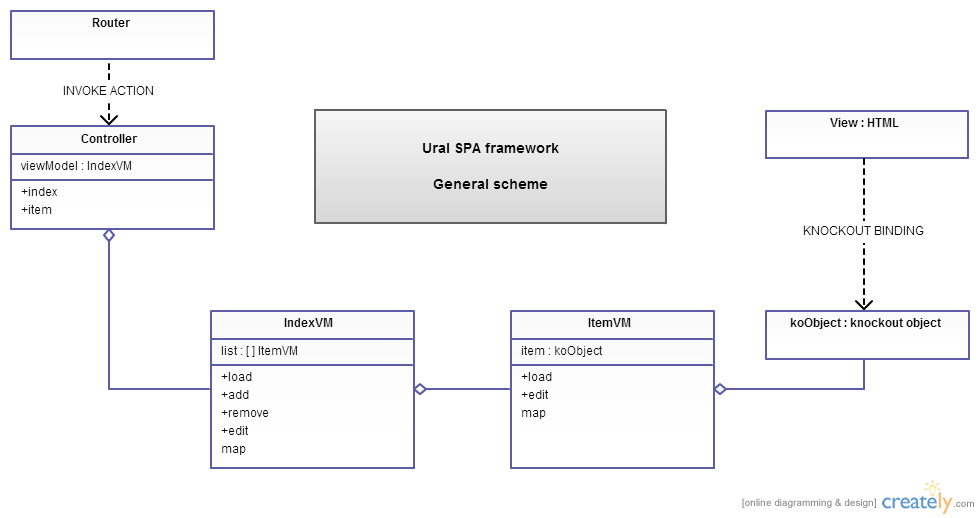 Router
INVOKE ACTION
Controller
viewModel : IndexVM
+index
+item
Ural SPA framework
General scheme
View : HTML
KNOCKOUT BINDING
IndexVM
list : [ ] ItemVM
+load
+add
+remove
+edit
map
ItemVM
item : koObject
+load
+edit
map
koObject : knockout object
[online diagramming & design] creately.com